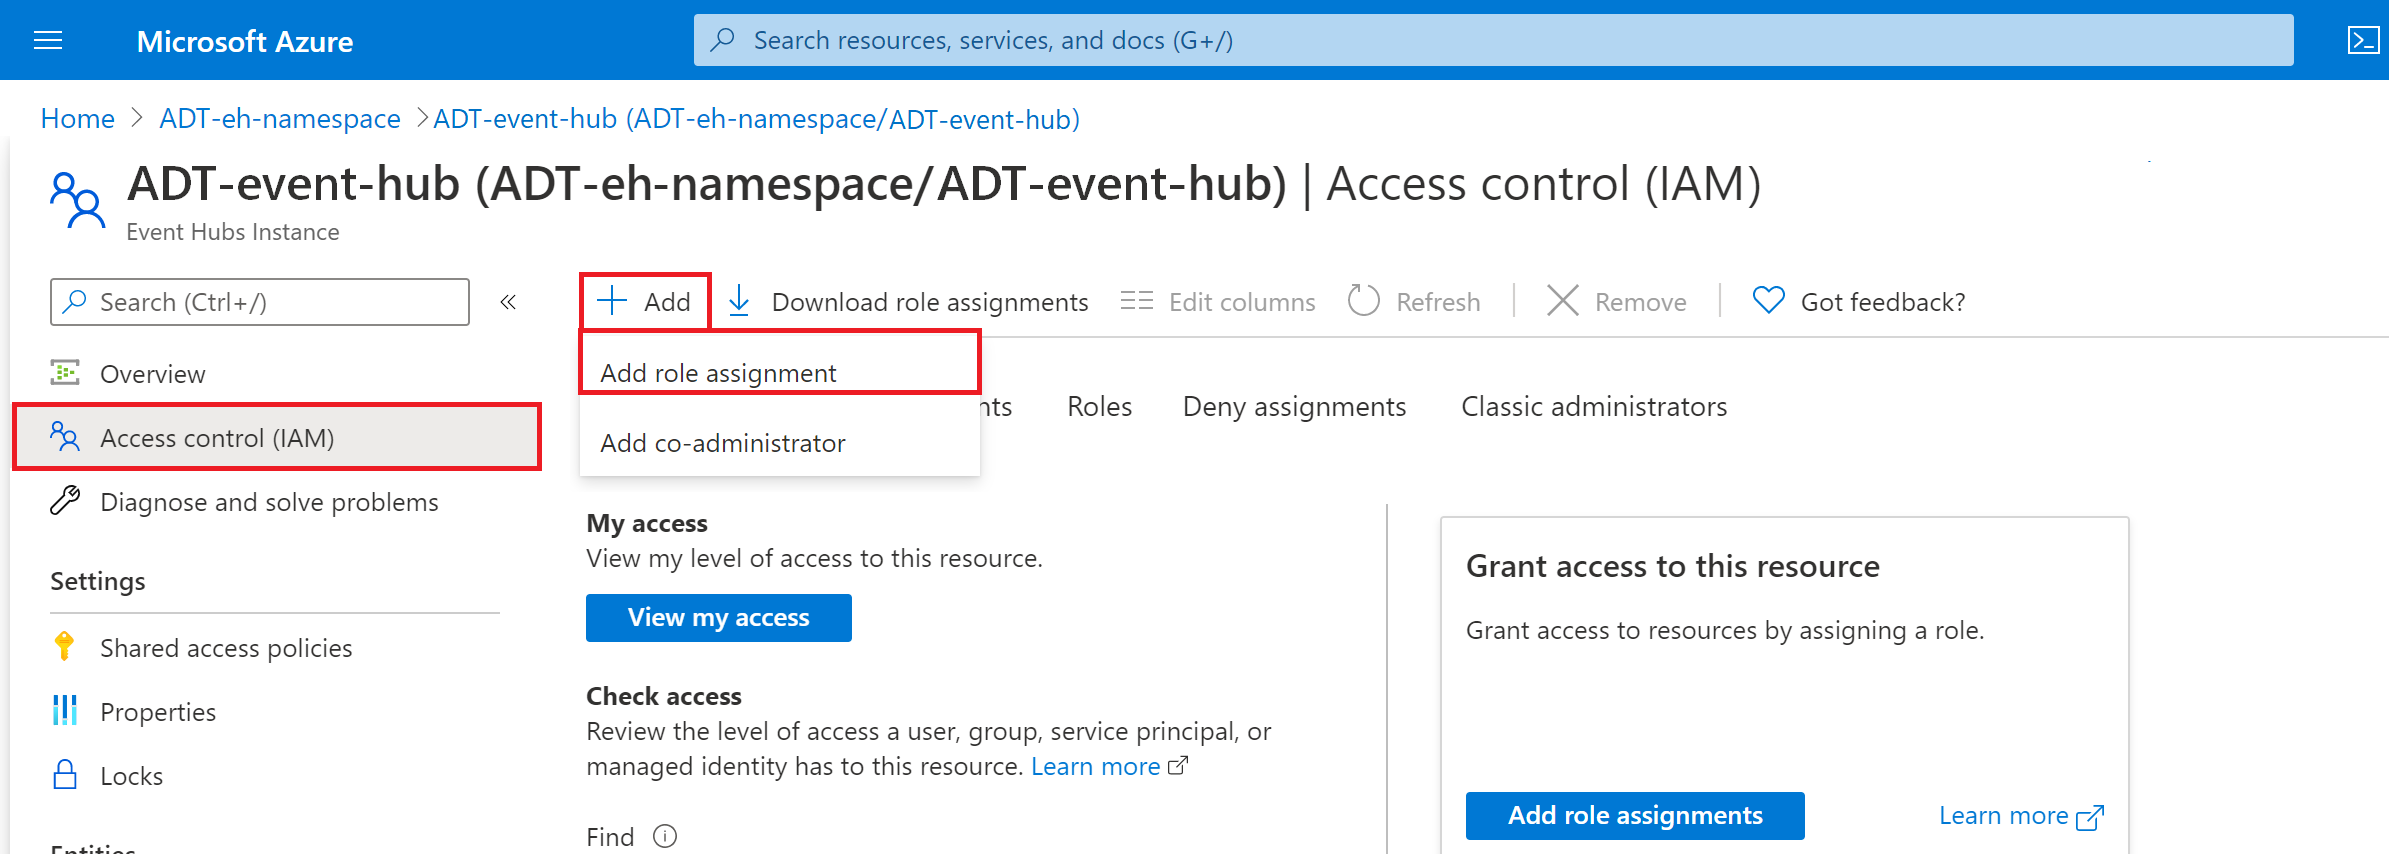 Microsoft Azure
Search resources, services, and docs (G+/)
Home > ADT-eh-namespace > ADT-event-hub (ADT-eh-namespace/ADT-event-hub)
ADT-event-hub (ADT-eh-namespace/ADT-event-hub) | Access control (IAM)
Event Hubs Instance
Search (Ctrl+/)
«
Overview
Access control (IAM)
Diagnose and solve problems
Settings
Shared access policies
Properties
Locks
Entities
Add
Download role assignments
Edit columns
Refresh
Remove
Got feedback?
Add role assignment
Add co-administrator
nts
Roles
Deny assignments
Classic administrators
My access
View my level of access to this resource.
View my access
Check access
Review the level of access a user, group, service principal, or
managed identity has to this resource. Learn more
Find
Grant access to this resource
Grant access to resources by assigning a role.
Add role assignments
Learn more